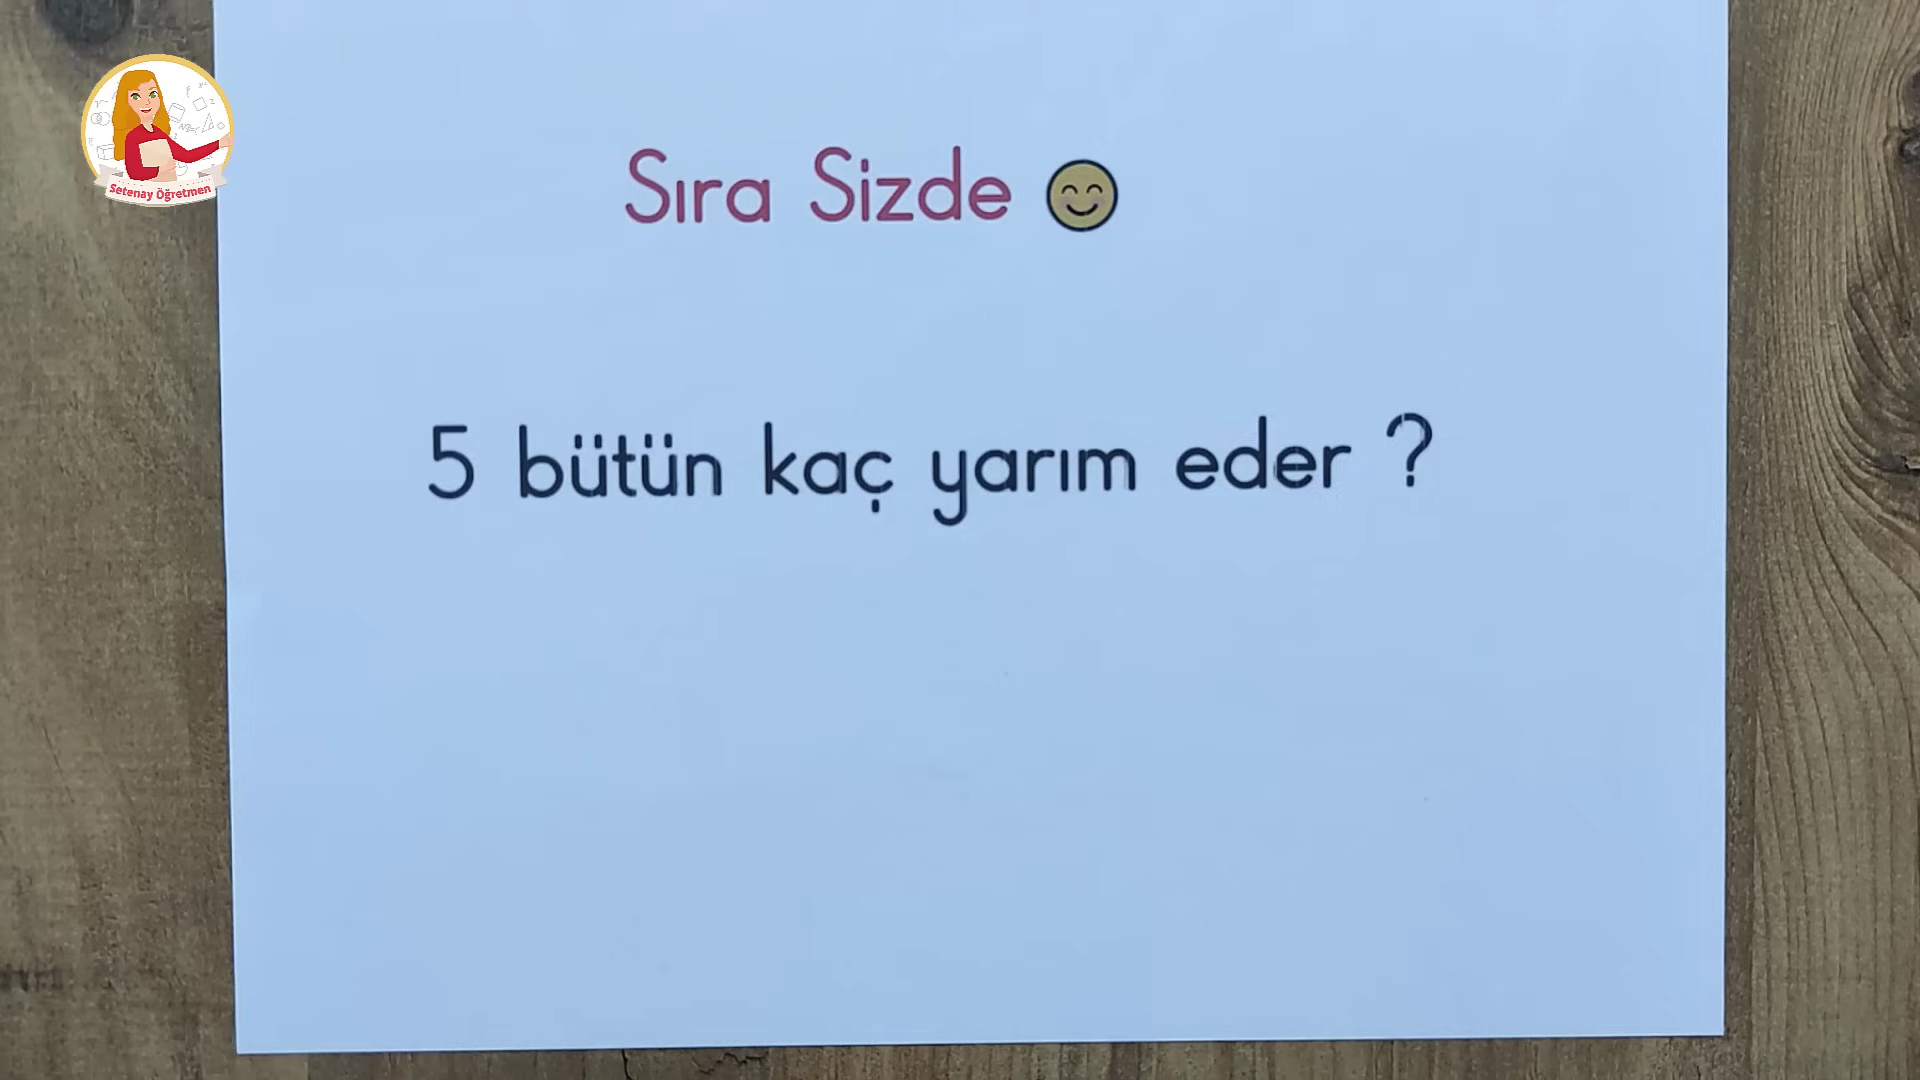 Setenay Öğretmen
Sıra Sizde
5 bütün kaç yarım eder ?